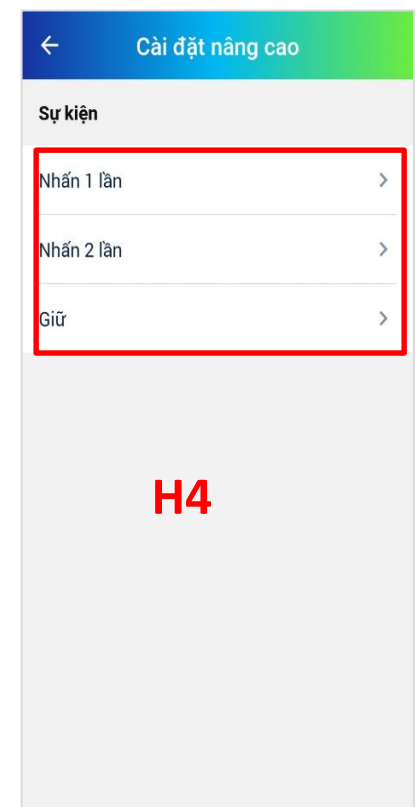 Cài đặt nâng cao
Sự kiện
Nhấn 1 lần
Nhấn 2 lần
Giữ
H4